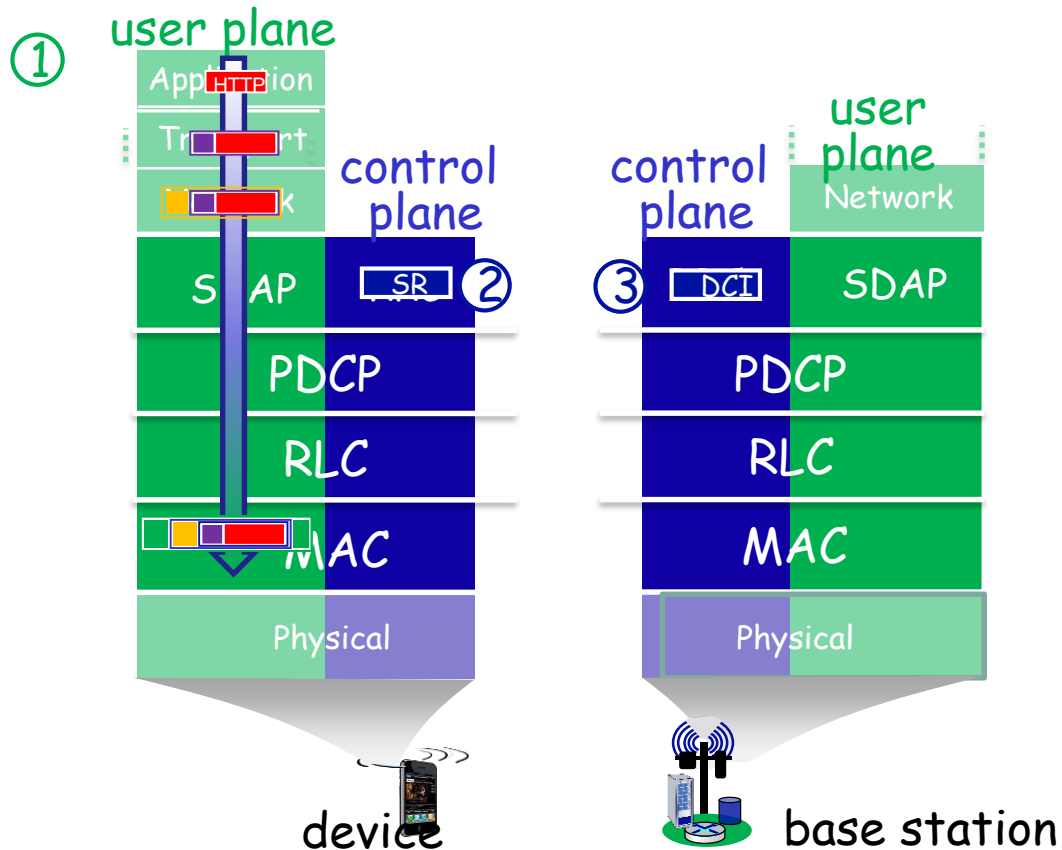 1
user plane
HTTP
user
plane
control
plane
control
plane
Network
SR
2
3
DCI
SDAP
PDCP
PDCP
RLC
RLC
MAC
MAC
Physical
Physical
device
base station